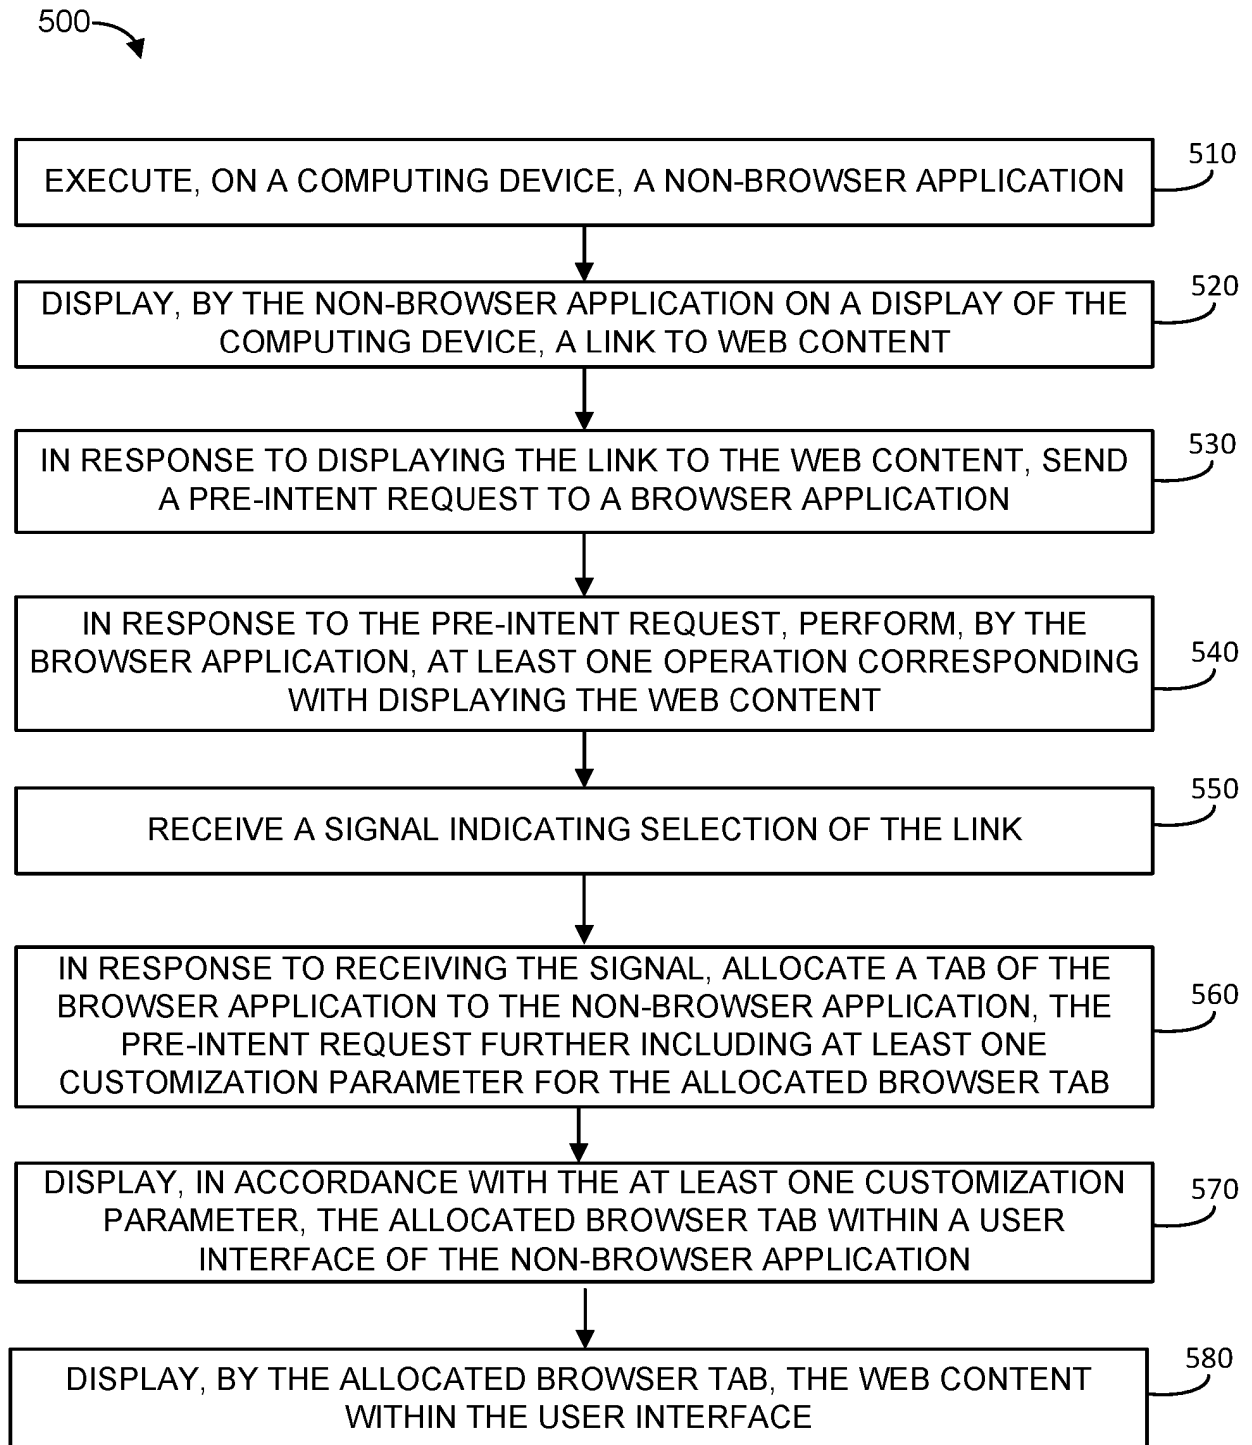 500
EXECUTE, ON A COMPUTING DEVICE, A NON-BROWSER APPLICATION
510
DISPLAY, BY THE NON-BROWSER APPLICATION ON A DISPLAY OF THE
COMPUTING DEVICE, A LINK TO WEB CONTENT
520
IN RESPONSE TO DISPLAYING THE LINK TO THE WEB CONTENT, SEND
A PRE-INTENT REQUEST TO A BROWSER APPLICATION
530
IN RESPONSE TO THE PRE-INTENT REQUEST, PERFORM, BY THE
BROWSER APPLICATION, AT LEAST ONE OPERATION CORRESPONDING
WITH DISPLAYING THE WEB CONTENT
540
RECEIVE A SIGNAL INDICATING SELECTION OF THE LINK
550
IN RESPONSE TO RECEIVING THE SIGNAL, ALLOCATE A TAB OF THE
BROWSER APPLICATION TO THE NON-BROWSER APPLICATION, THE
PRE-INTENT REQUEST FURTHER INCLUDING AT LEAST ONE
CUSTOMIZATION PARAMETER FOR THE ALLOCATED BROWSER TAB
560
DISPLAY, IN ACCORDANCE WITH THE AT LEAST ONE CUSTOMIZATION
PARAMETER, THE ALLOCATED BROWSER TAB WITHIN A USER
INTERFACE OF THE NON-BROWSER APPLICATION
570
DISPLAY, BY THE ALLOCATED BROWSER TAB, THE WEB CONTENT
WITHIN THE USER INTERFACE
580